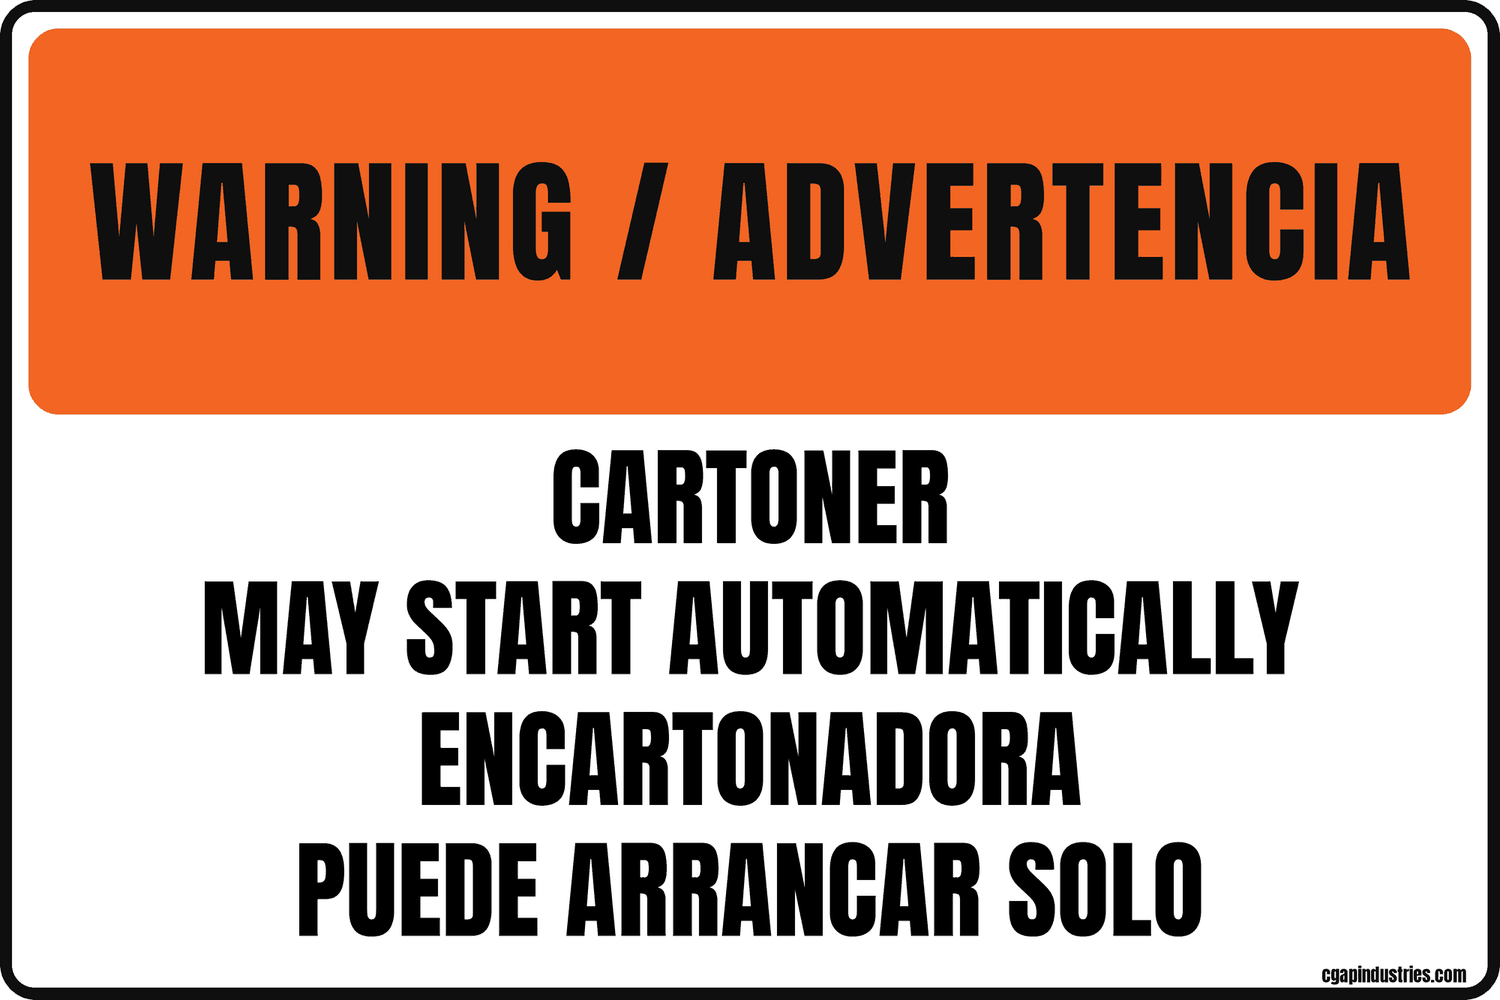 WARNING / ADVERTENCIA
CARTONER
MAY START AUTOMATICALLY
ENCARTONADORA
PUEDE ARRANCAR SOLO
cgapindustries.com